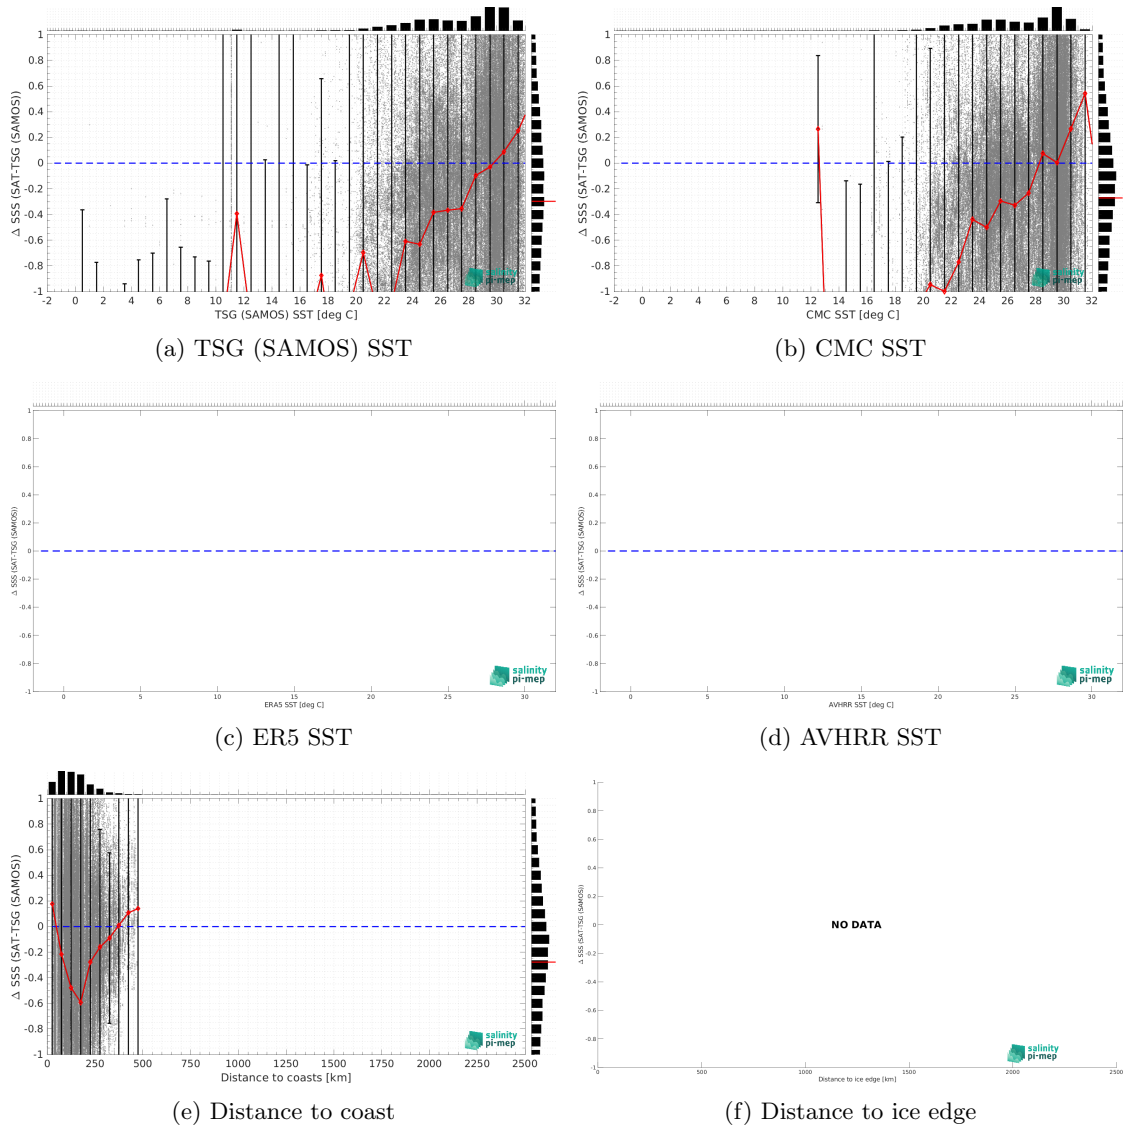 Δ SSS (SAT-TSG (SAMOS))
1
0.8
0.6
0.4
0.2
0
-0.2
-0.4
-0.6
-0.8
-1
-2 0 2 4 6 8 10 12 14 16 18 20 22 24 26 28 30 32
TSG (SAMOS) SST [deg C]
salinity
pi-mep
(a) TSG (SAMOS) SST
Δ SSS (SAT-TSG (SAMOS))
1
0.8
0.6
0.4
0.2
0
-0.2
-0.4
-0.6
-0.8
-1
-2 0 2 4 6 8 10 12 14 16 18 20 22 24 26 28 30 32
CMC SST [deg C]
salinity
pi-mep
(b) CMC SST
Δ SSS (SAT-TSG (SAMOS))
1
0.8
0.6
0.4
0.2
0
-0.2
-0.4
-0.6
-0.8
-1
0 5 10 15 20 25 30
ERA5 SST [deg C]
salinity
pi-mep
(c) ER5 SST
Δ SSS (SAT-TSG (SAMOS))
1
0.8
0.6
0.4
0.2
0
-0.2
-0.4
-0.6
-0.8
-1
0 5 10 15 20 25 30
AVHRR SST [deg C]
salinity
pi-mep
(d) AVHRR SST
Δ SSS (SAT-TSG (SAMOS))
1
0.8
0.6
0.4
0.2
0
-0.2
-0.4
-0.6
-0.8
-1
0 250 500 750 1000 1250 1500 1750 2000 2250 2500
Distance to coasts [km]
salinity
pi-mep
(e) Distance to coast
Δ SSS (SAT-TSG (SAMOS))
1
0.8
0.6
0.4
0.2
0
-0.2
-0.4
-0.6
-0.8
-1
NO DATA
0 500 1000 1500 2000 2500
Distance to ice edge [km]
salinity
pi-mep
(f) Distance to ice edge